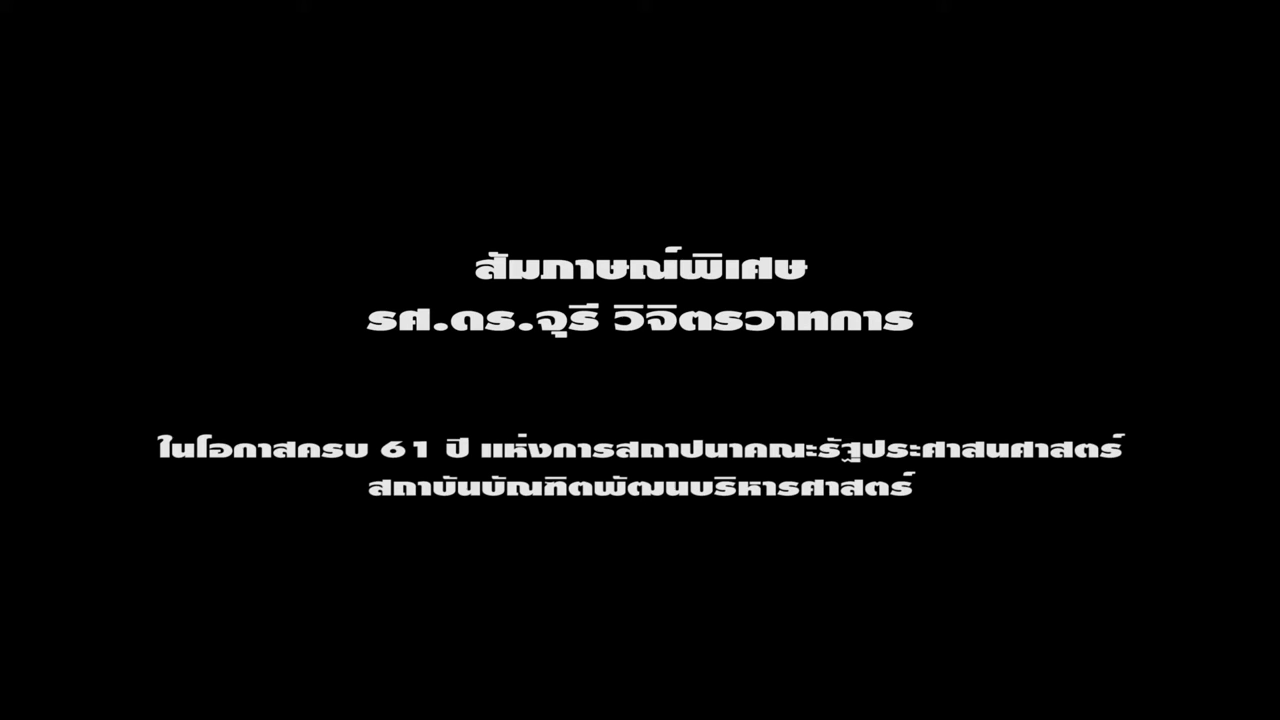 สัมภาษณ์พิเศษ
รศ.ดร.จุรี วิจิตรวาทการ
ในโอกาสครบ 61 ปี แห่งการสถาปนาคณะรัฐประศาสนศาสตร์
สถาบันบัณฑิตพัฒนบริหารศาสตร์